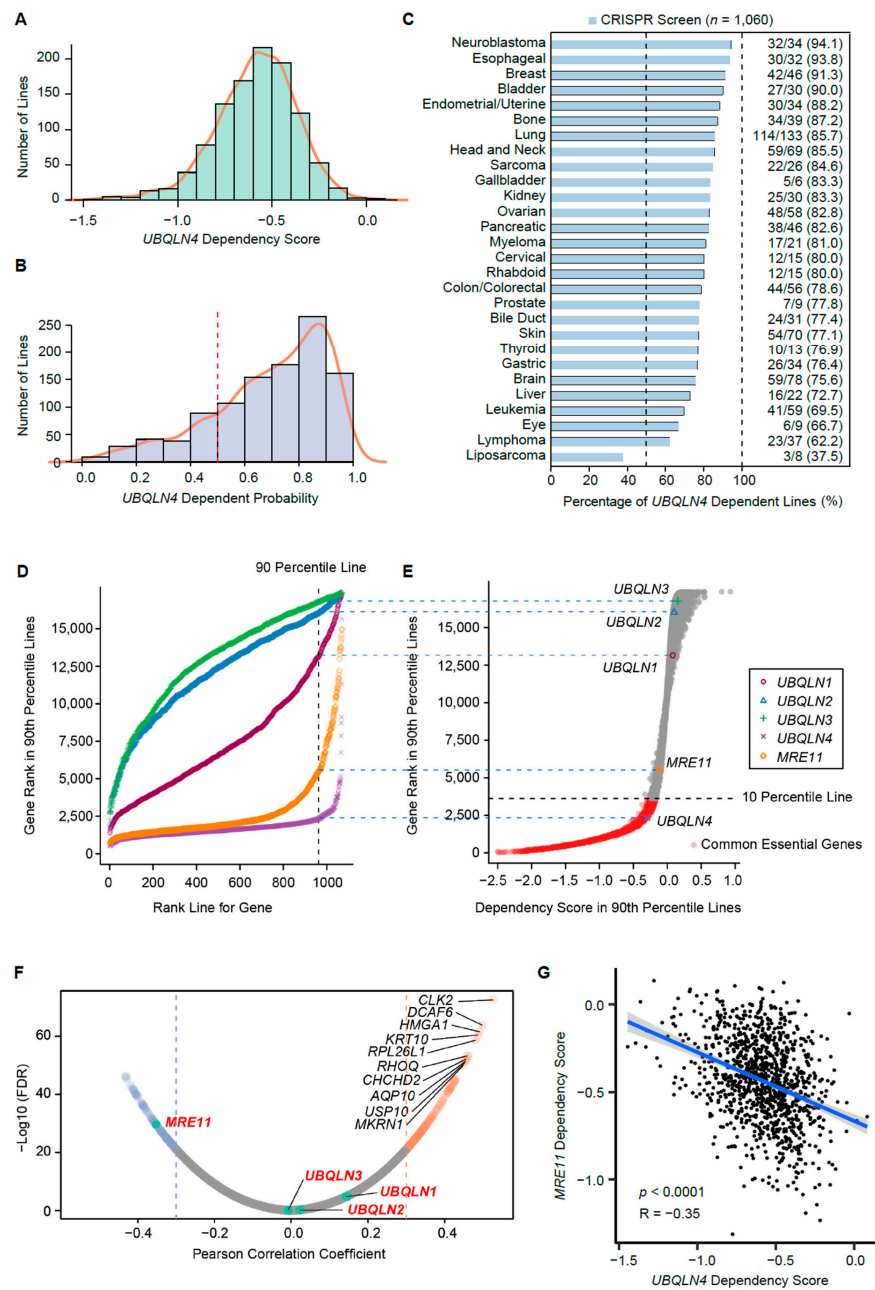 A
200
150
100
50
0
Number of Lines
−1.5
−1.0
−0.5
0.0
UBQLN4 Dependency Score
B
250
200
150
100
50
0
Number of Lines
0.0
0.2
0.4
0.6
0.8
1.0
UBQLN4 Dependent Probability
C
CRISPR Screen (n = 1,060)
Neuroblastoma 32/34 (94.1)
Esophageal 30/32 (93.8)
Breast 42/46 (91.3)
Bladder 27/30 (90.0)
Endometrial/Uterine 30/34 (88.2)
Bone 34/39 (87.2)
Lung 114/133 (85.7)
Head and Neck 59/69 (85.5)
Sarcoma 22/26 (84.6)
Gallbladder 5/6 (83.3)
Kidney 25/30 (83.3)
Ovarian 48/58 (82.8)
Pancreatic 38/46 (82.6)
Myeloma 17/21 (81.0)
Cervical 12/15 (80.0)
Rhabdoid 12/15 (80.0)
Colon/Colorectal 44/56 (78.6)
Prostate 7/9 (77.8)
Bile Duct 24/31 (77.4)
Skin 54/70 (77.1)
Thyroid 10/13 (76.9)
Gastric 26/34 (76.4)
Brain 59/78 (75.6)
Liver 16/22 (72.7)
Leukemia 41/59 (69.5)
Eye 6/9 (66.7)
Lymphoma 23/37 (62.2)
Liposarcoma 3/8 (37.5)
0 20 40 60 80 100
Percentage of UBQLN4 Dependent Lines (%)
D
90 Percentile Line
15,000
12,500
10,000
7,500
5,000
2,500
0
Gene Rank in 90th Percentile Lines
0 200 400 600 800 1000
Rank Line for Gene
E
15,000
12,500
10,000
7,500
5,000
2,500
0
Gene Rank in 90th Percentile Lines
UBQLN3
UBQLN2
UBQLN1
MRE11
10 Percentile Line
UBQLN4
Common Essential Genes
−2.5 −2.0 −1.5 −1.0 −0.5 0.0 0.5 1.0
Dependency Score in 90th Percentile Lines
UBQLN1
UBQLN2
UBQLN3
UBQLN4
MRE11
F
60
40
20
0
−Log10 (FDR)
CLK2
DCAF6
HMGA1
KRT10
RPL26L1
RHOQ
CHCHD2
AQP10
USP10
MKRN1
MRE11
UBQLN3
UBQLN1
UBQLN2
−0.4 −0.2 0.0 0.2 0.4
Pearson Correlation Coefficient
G
0.0
−0.5
−1.0
MRE11 Dependency Score
p < 0.0001
R = −0.35
−1.5 −1.0 −0.5 0.0
UBQLN4 Dependency Score